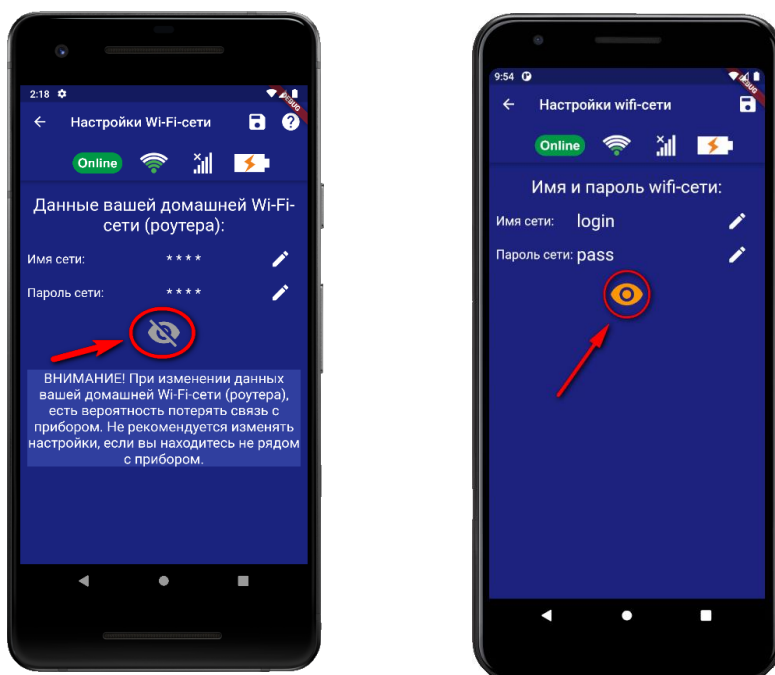 2:18
DEBUG
Настройки Wi-Fi-сети
Online
Данные вашей домашней Wi-Fi-
сети (роутера):
Имя сети: ****
Пароль сети: ****
ВНИМАНИЕ! При изменении данных
вашей домашней Wi-Fi-сети (роутера),
есть вероятность потерять связь с
прибором. Не рекомендуется изменять
настройки, если вы находитесь не рядом
с прибором.
9:54
DEBUG
Настройки wifi-сети
Online
Имя и пароль wifi-сети:
Имя сети: login
Пароль сети: pass